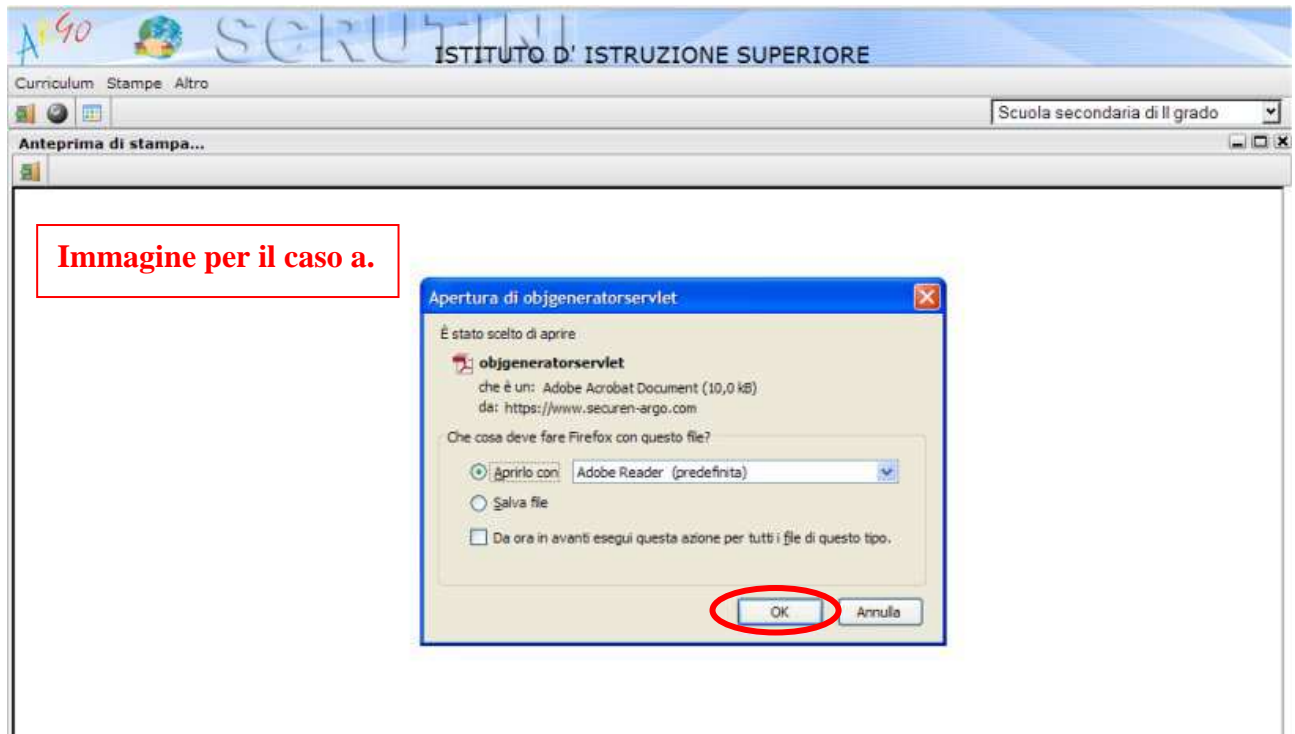 ArGO SCRUTINI
ISTITUTO D' ISTRUZIONE SUPERIORE
Curriculum Stampe Altro
Scuola secondaria di II grado
Anteprima di stampa...
Immagine per il caso a.
Apertura di objgeneratorservlet
È stato scelto di aprire
objgeneratorservlet
che è un: Adobe Acrobat Document (10,0 kB)
da: https://www.securen-argo.com
Che cosa deve fare Firefox con questo file?
Aprirlo con Adobe Reader (predefinita)
Salva file
Da ora in avanti esegui questa azione per tutti i file di questo tipo.
OK Annulla